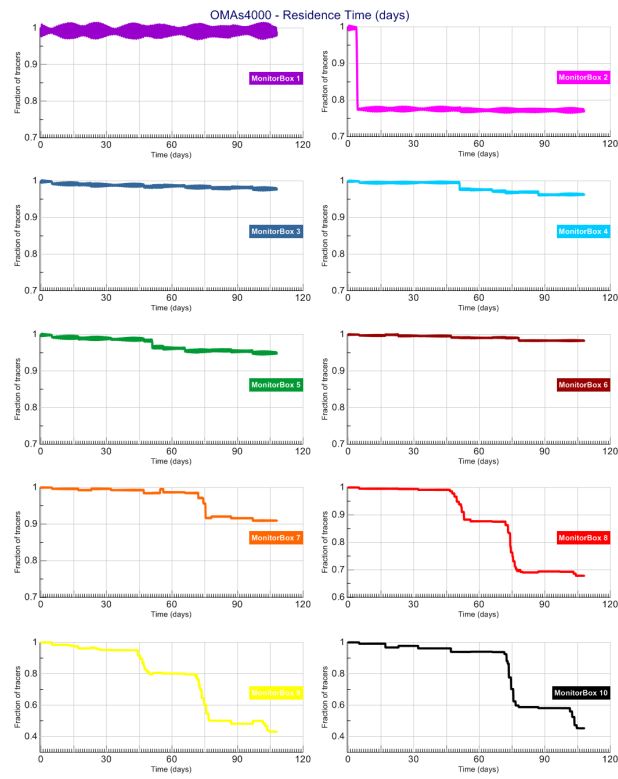 OMAs4000 - Residence Time (days)
Fraction of tracers
1
0.9
0.8
0.7
0 30 60 90 120
Time (days)
MonitorBox 1
Fraction of tracers
1
0.9
0.8
0.7
0 30 60 90 120
Time (days)
MonitorBox 2
Fraction of tracers
1
0.9
0.8
0.7
0 30 60 90 120
Time (days)
MonitorBox 3
Fraction of tracers
1
0.9
0.8
0.7
0 30 60 90 120
Time (days)
MonitorBox 4
Fraction of tracers
1
0.9
0.8
0.7
0 30 60 90 120
Time (days)
MonitorBox 5
Fraction of tracers
1
0.9
0.8
0.7
0 30 60 90 120
Time (days)
MonitorBox 6
Fraction of tracers
1
0.9
0.8
0.7
0 30 60 90 120
Time (days)
MonitorBox 7
Fraction of tracers
1
0.9
0.8
0.7
0.6
0 30 60 90 120
Time (days)
MonitorBox 8
Fraction of tracers
1
0.8
0.6
0.4
0 30 60 90 120
Time (days)
MonitorBox 9
Fraction of tracers
1
0.8
0.6
0.4
0 30 60 90 120
Time (days)
MonitorBox 10